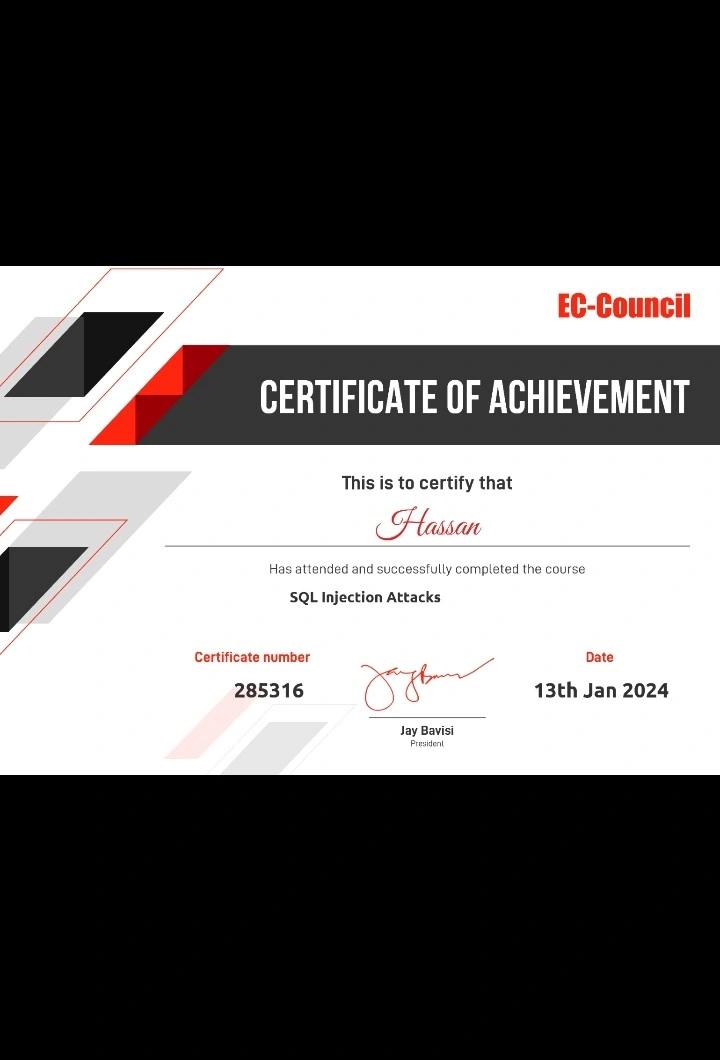 EC-Council
CERTIFICATE OF ACHIEVEMENT
This is to certify that
Hassan
Has attended and successfully completed the course
SQL Injection Attacks
Certificate number
285316
Date
13th Jan 2024
Jay Bavisi
President